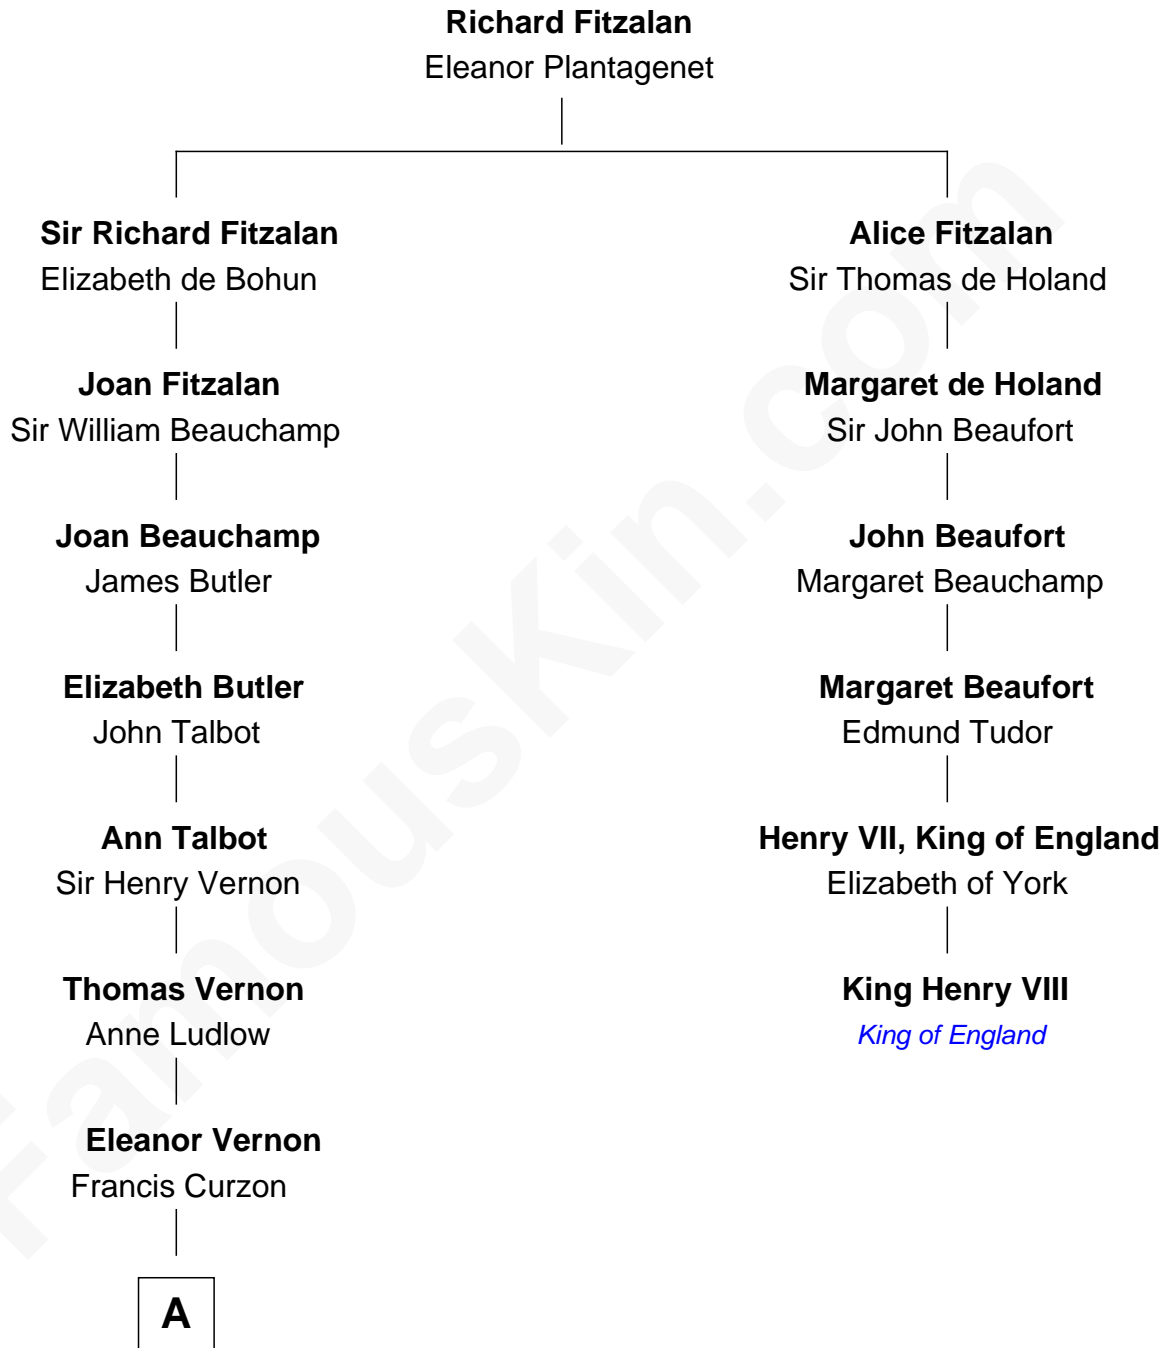 Richard Fitzalan
Eleanor Plantagenet
Sir Richard Fitzalan
Elizabeth de Bohun
Alice Fitzalan
Sir Thomas de Holand
Joan Fitzalan
Sir William Beauchamp
Margaret de Holand
Sir John Beaufort
Joan Beauchamp
James Butler
John Beaufort
Margaret Beauchamp
Elizabeth Butler
John Talbot
Margaret Beaufort
Edmund Tudor
Ann Talbot
Sir Henry Vernon
Henry VII, King of England
Elizabeth of York
Thomas Vernon
Anne Ludlow
King Henry VIII
King of England
Eleanor Vernon
Francis Curzon
A
FamousKin.com